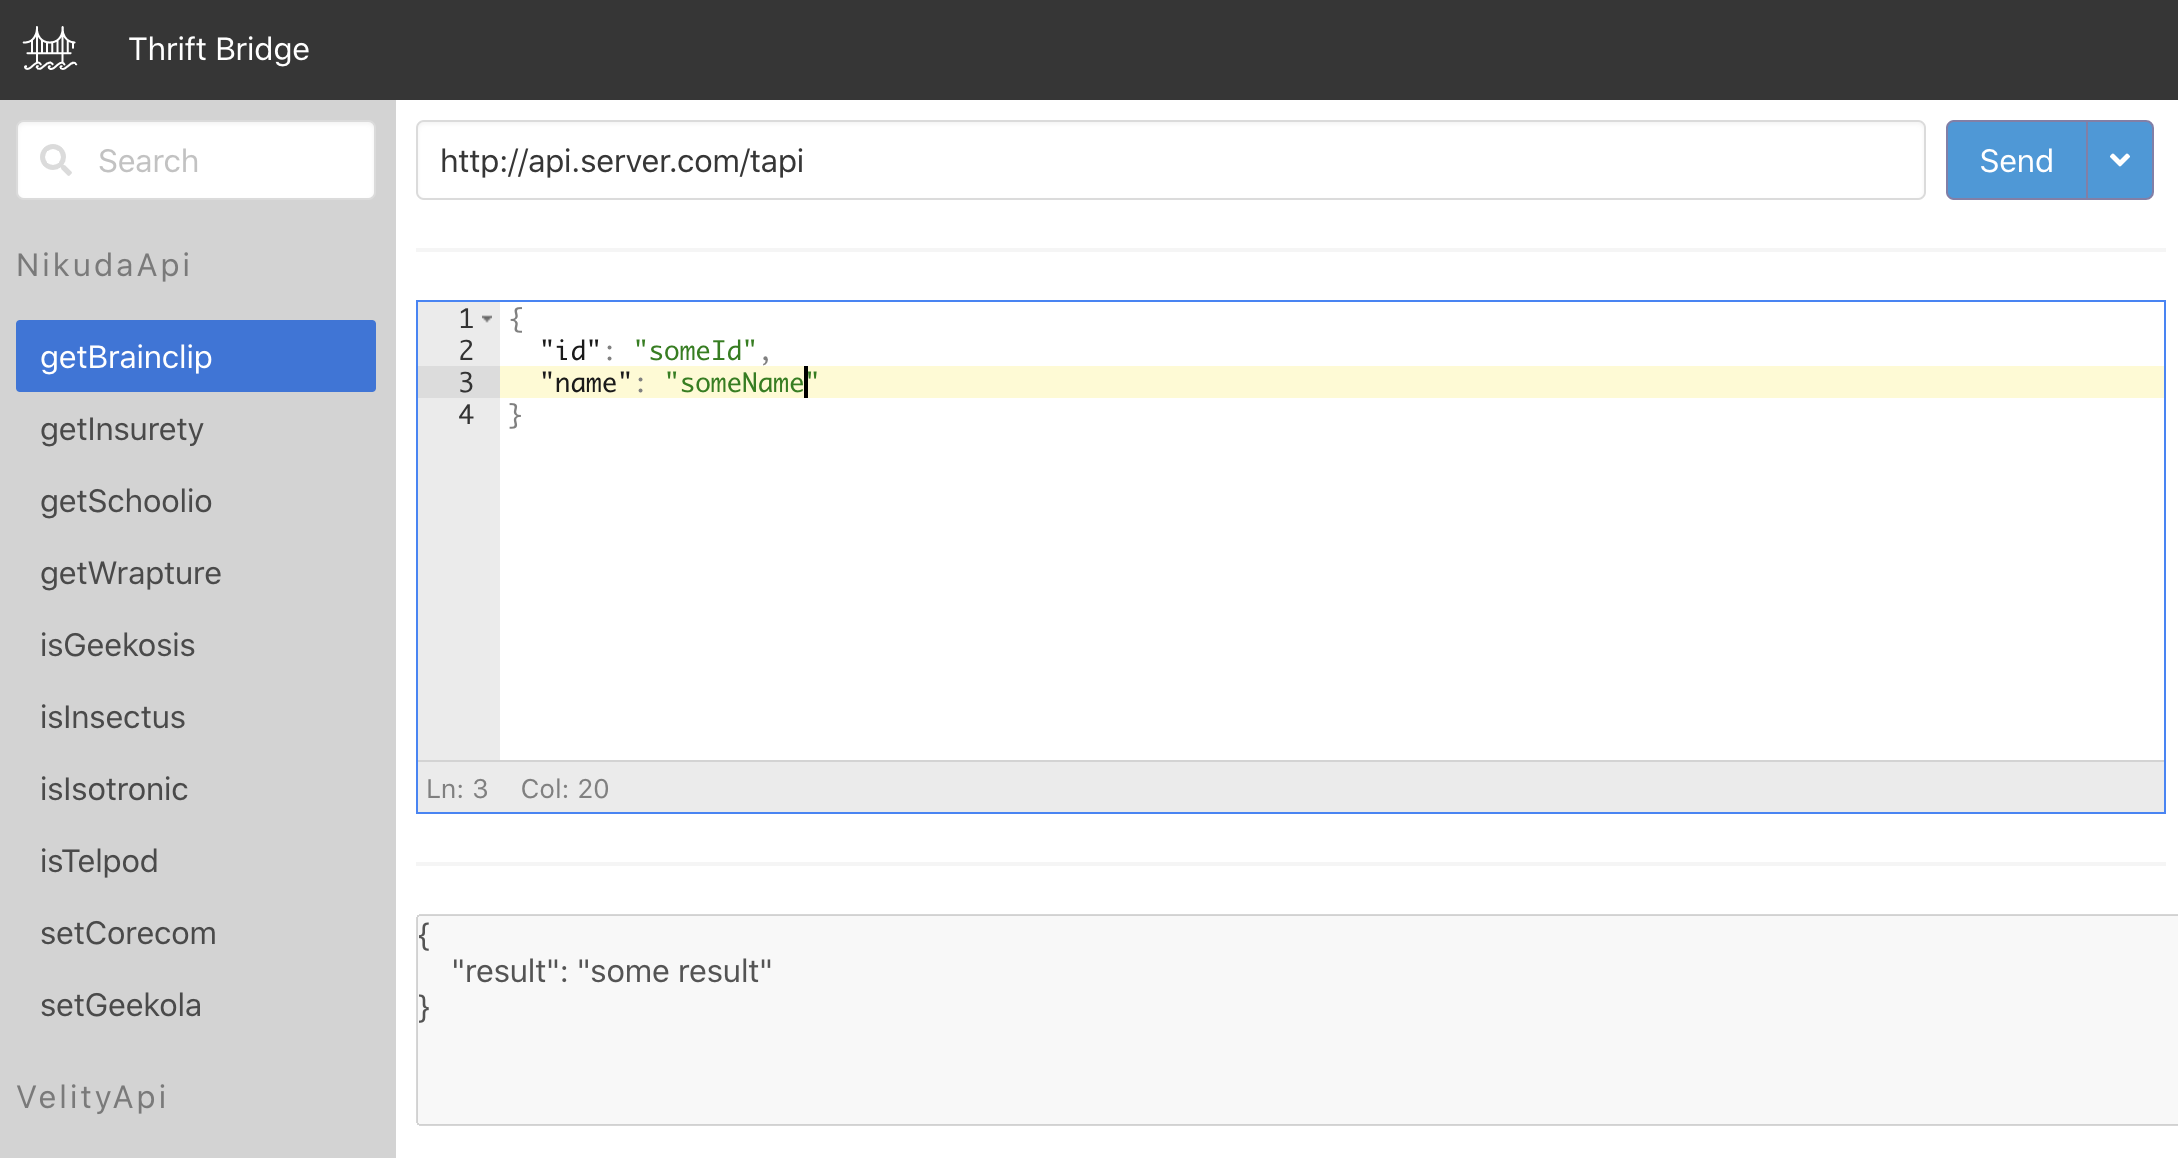 Thrift Bridge
Search
NikudaApi
getBrainclip
getInsurety
getSchoolio
getWrapture
isGeekosis
isInsectus
isIsotronic
isTelpod
setCorecom
setGeekola
VelityApi
http://api.server.com/tapi
Send
1 {
2 "id": "someId",
3 "name": "someName"
4 }
Ln: 3 Col: 20
{
"result": "some result"
}